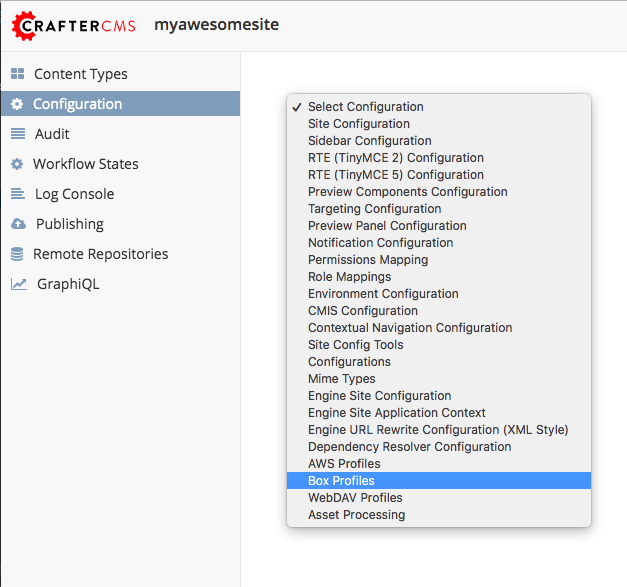 CRAFTERCMS myawesomesite
Content Types
Configuration
Audit
Workflow States
Log Console
Publishing
Remote Repositories
GraphiQL
✓ Select Configuration
Site Configuration
Sidebar Configuration
RTE (TinyMCE 2) Configuration
RTE (TinyMCE 5) Configuration
Preview Components Configuration
Targeting Configuration
Preview Panel Configuration
Notification Configuration
Permissions Mapping
Role Mappings
Environment Configuration
CMIS Configuration
Contextual Navigation Configuration
Site Config Tools
Configurations
Mime Types
Engine Site Configuration
Engine Site Application Context
Engine URL Rewrite Configuration (XML Style)
Dependency Resolver Configuration
AWS Profiles
Box Profiles
WebDAV Profiles
Asset Processing